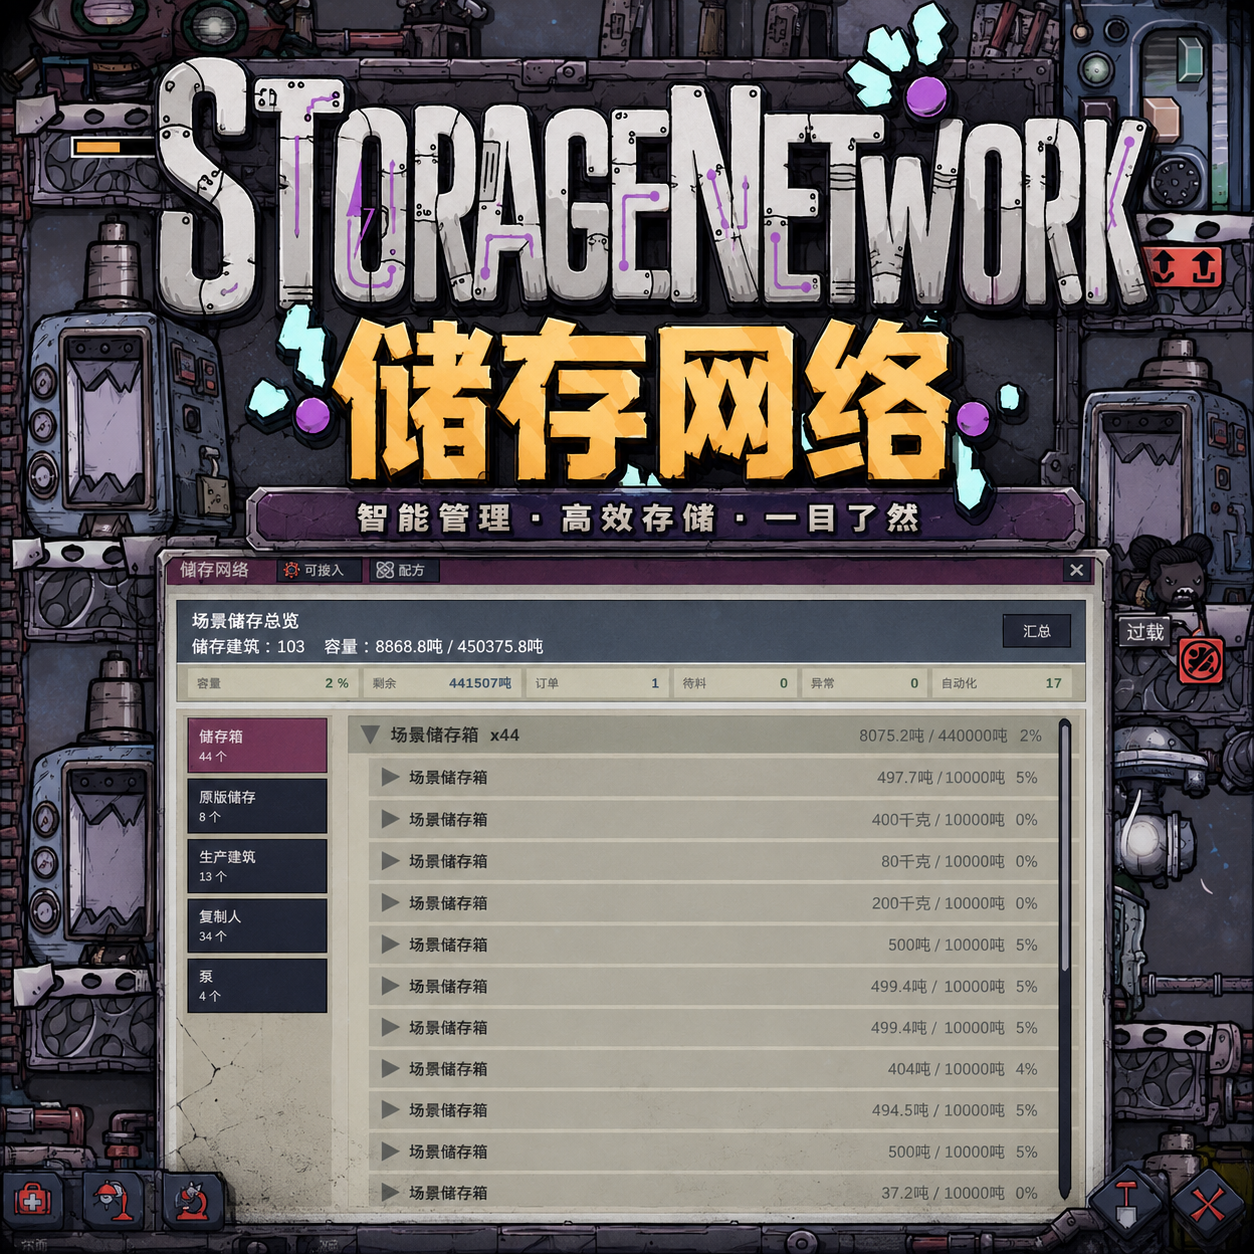 STORAGENETWORK
储存网络
智能管理·高效存储·一目了然
储存网络 可接入 配方
场景储存总览
储存建筑：103 容量：8868.8吨 / 450375.8吨
汇总
容量 2 % 剩余 441507吨 订单 1 待料 0 异常 0 自动化 17
过载
储存箱
44 个
原版储存
8 个
生产建筑
13 个
复制人
34 个
泵
4 个
场景储存箱 x44 8075.2吨 / 440000吨 2%
场景储存箱 497.7吨 / 10000吨 5%
场景储存箱 400千克 / 10000吨 0%
场景储存箱 80千克 / 10000吨 0%
场景储存箱 200千克 / 10000吨 0%
场景储存箱 500吨 / 10000吨 5%
场景储存箱 499.4吨 / 10000吨 5%
场景储存箱 499.4吨 / 10000吨 5%
场景储存箱 404吨 / 10000吨 4%
场景储存箱 494.5吨 / 10000吨 5%
场景储存箱 500吨 / 10000吨 5%
场景储存箱 37.2吨 / 10000吨 0%